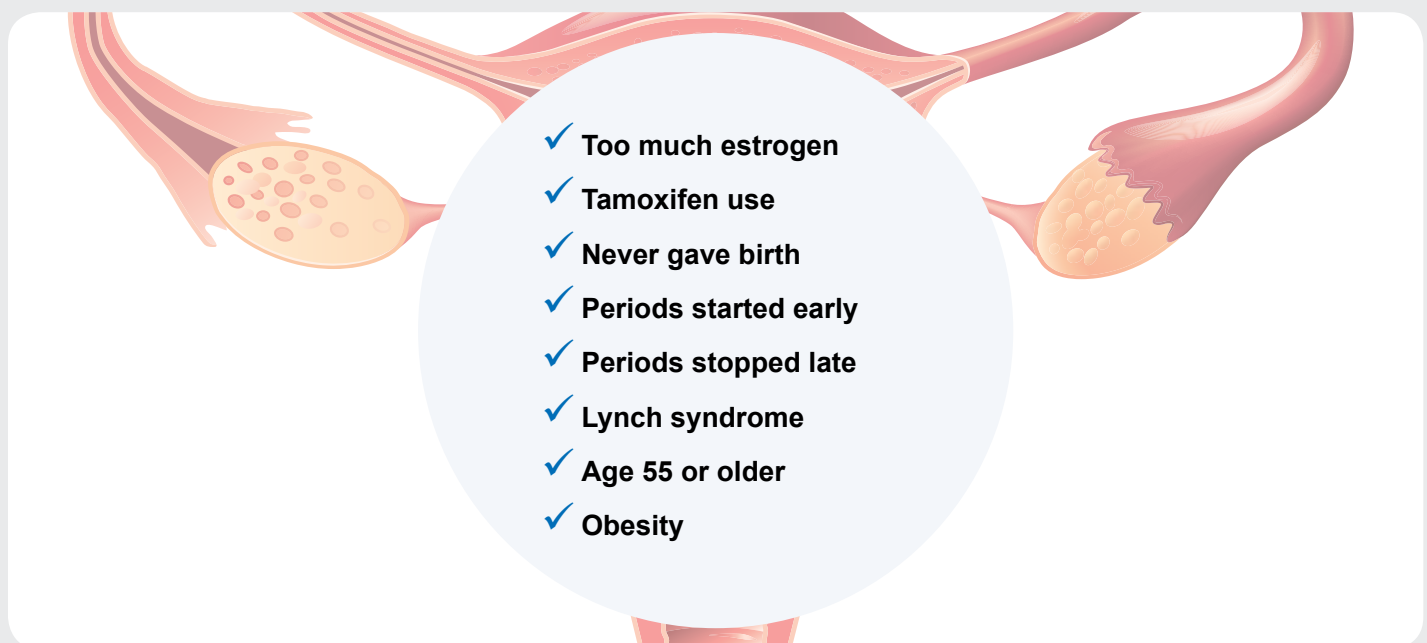 ✓ Too much estrogen
✓ Tamoxifen use
✓ Never gave birth
✓ Periods started early
✓ Periods stopped late
✓ Lynch syndrome
✓ Age 55 or older
✓ Obesity